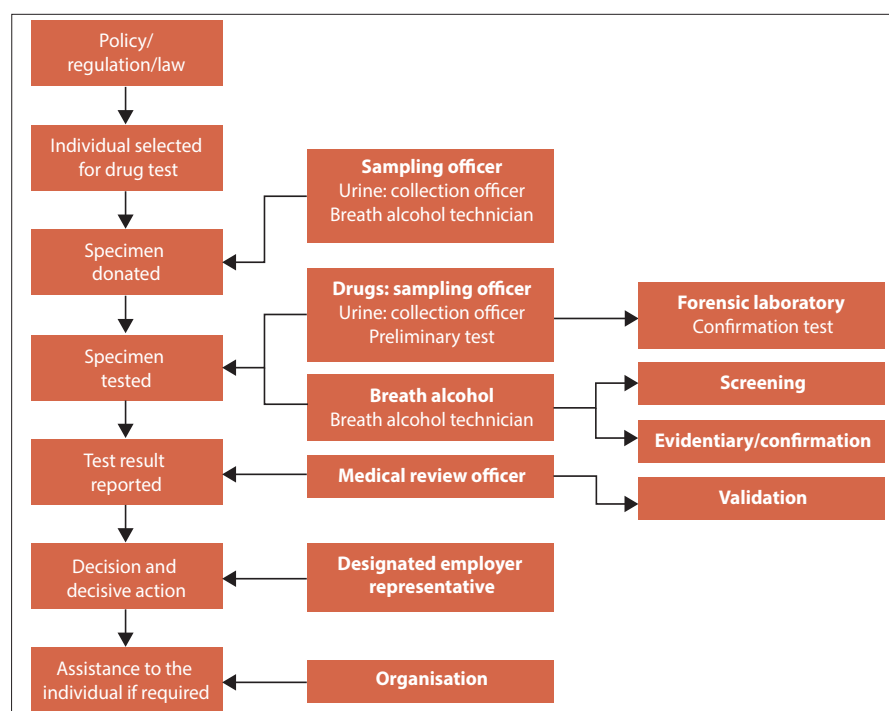 Policy/
regulation/law
Individual selected
for drug test
Sampling officer
Urine: collection officer
Breath alcohol technician
Specimen
donated
Drugs: sampling officer
Urine: collection officer
Preliminary test
Forensic laboratory
Confirmation test
Specimen
tested
Breath alcohol
Breath alcohol technician
Screening
Evidentiary/confirmation
Test result
reported
Medical review officer
Validation
Decision and
decisive action
Designated employer
representative
Assistance to the
individual if required
Organisation